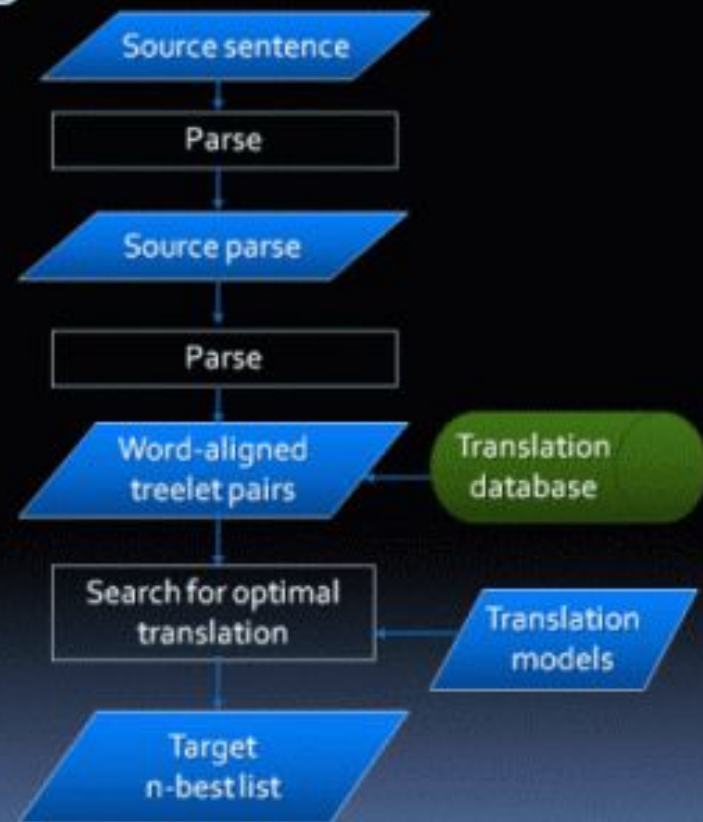 Source sentence
Parse
Source parse
Parse
Word-aligned
treelet pairs
Translation
database
Search for optimal
translation
Translation
models
Target
n-best list